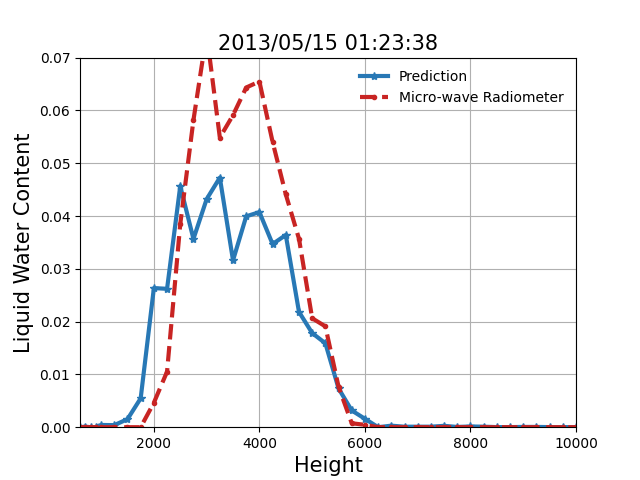 2013/05/15 01:23:38
Prediction
Micro-wave Radiometer
Liquid Water Content
0.07
0.06
0.05
0.04
0.03
0.02
0.01
0.00
2000 4000 6000 8000 10000
Height